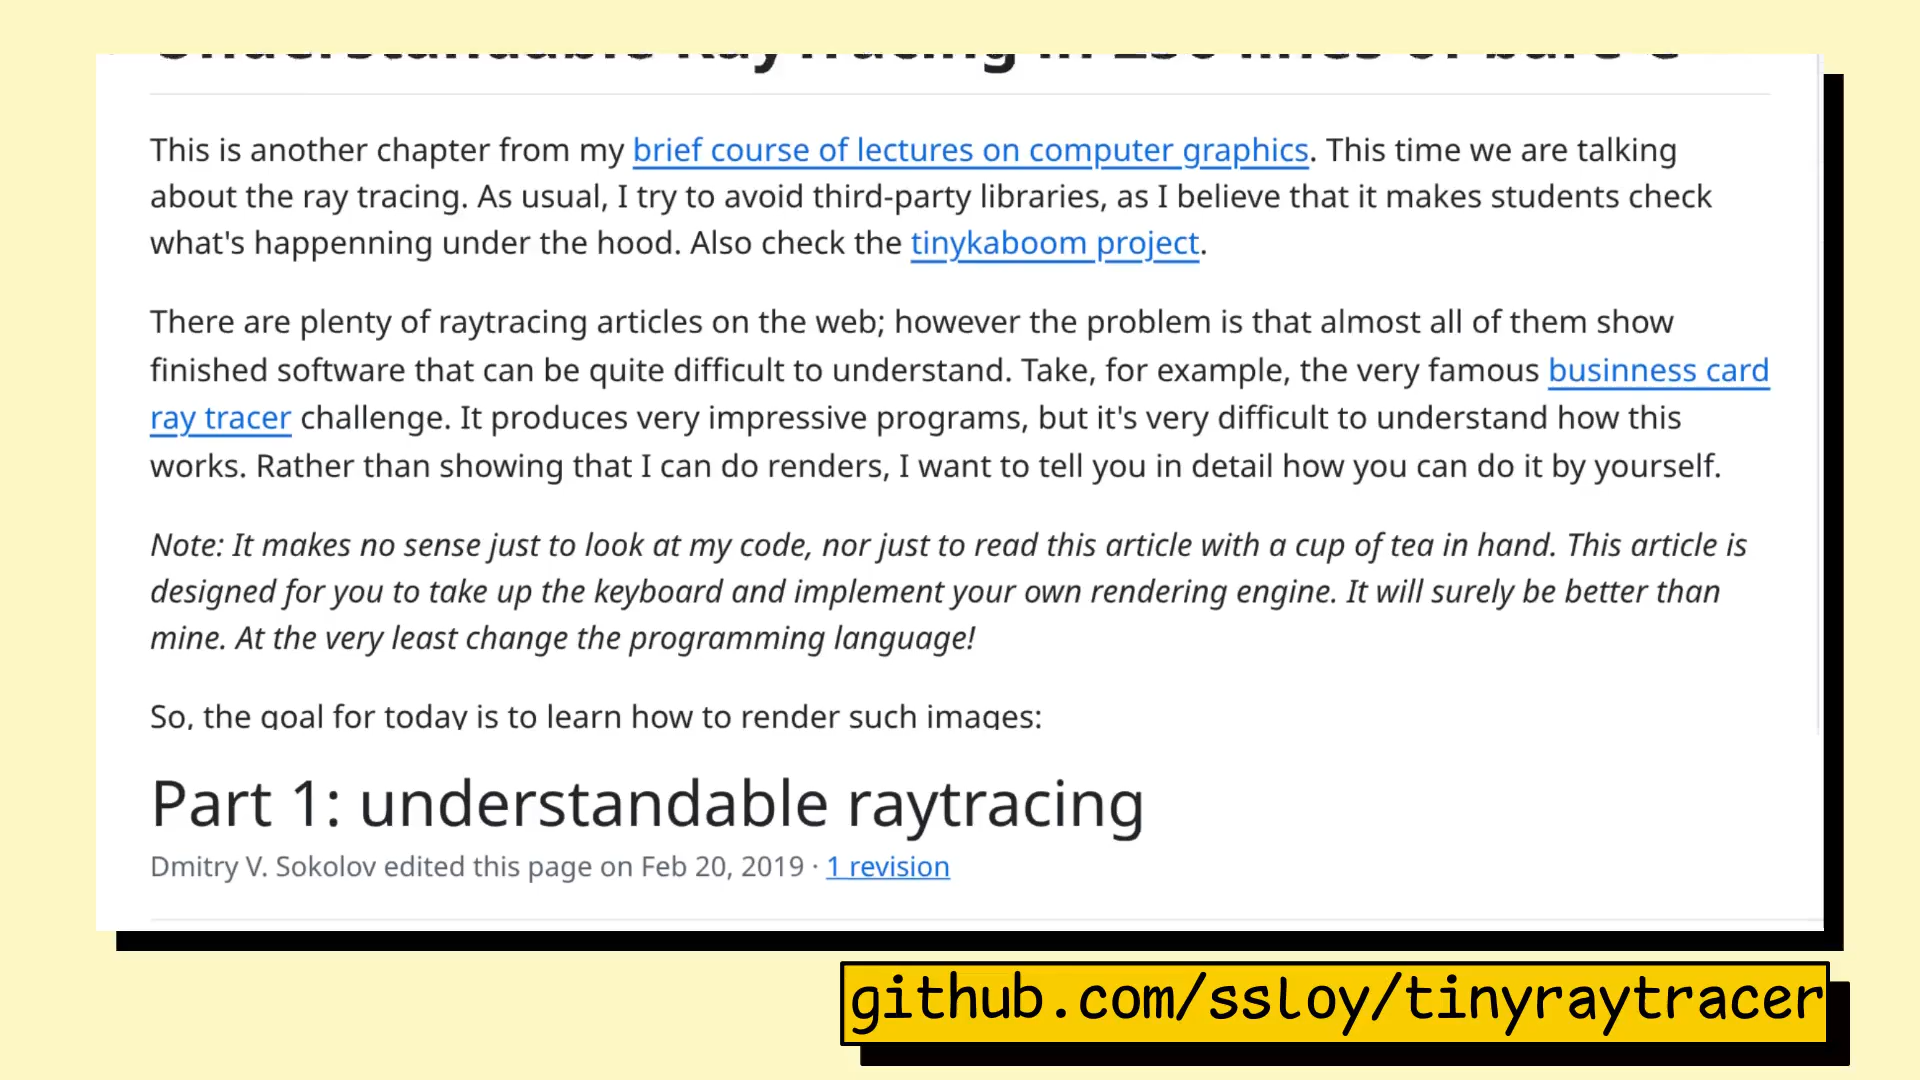 Understandable RayTracing in 256 lines of bare C
This is another chapter from my brief course of lectures on computer graphics. This time we are talking
about the ray tracing. As usual, I try to avoid third-party libraries, as I believe that it makes students check
what's happenning under the hood. Also check the tinykaboom project.
There are plenty of raytracing articles on the web; however the problem is that almost all of them show
finished software that can be quite difficult to understand. Take, for example, the very famous businness card
ray tracer challenge. It produces very impressive programs, but it's very difficult to understand how this
works. Rather than showing that I can do renders, I want to tell you in detail how you can do it by yourself.
Note: It makes no sense just to look at my code, nor just to read this article with a cup of tea in hand. This article is
designed for you to take up the keyboard and implement your own rendering engine. It will surely be better than
mine. At the very least change the programming language!
So, the goal for today is to learn how to render such images:
Part 1: understandable raytracing
Dmitry V. Sokolov edited this page on Feb 20, 2019 · 1 revision
github.com/ssloy/tinyraytracer